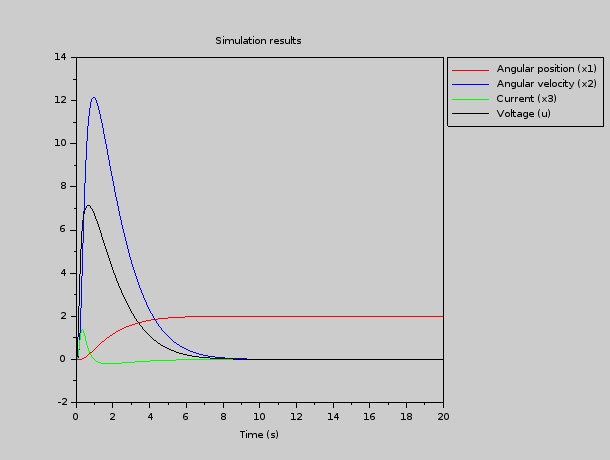 Simulation results
14
12
10
8
6
4
2
0
-2
0 2 4 6 8 10 12 14 16 18 20
Time (s)
Angular position (x1)
Angular velocity (x2)
Current (x3)
Voltage (u)